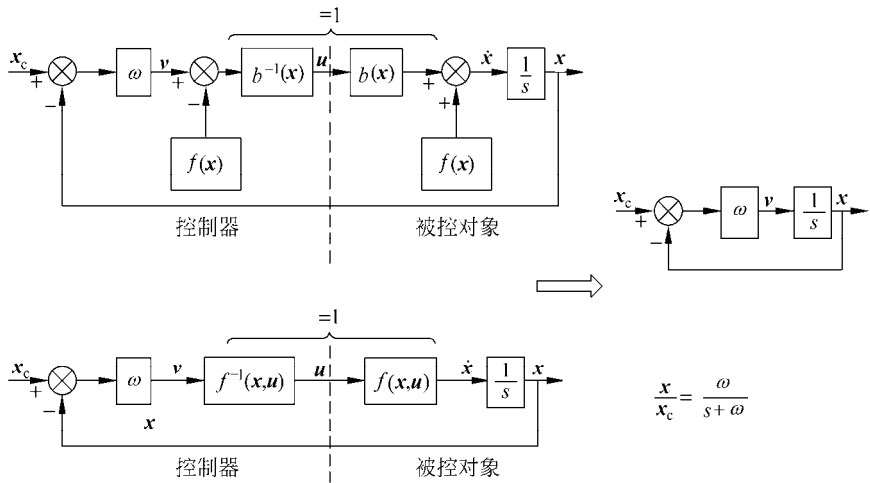 =1
x_c + − ω v + − b⁻¹(x) u b(x) + + ẋ 1/s x
f(x) f(x)
控制器 被控对象
x_c + − ω v 1/s x
=1
x_c + − ω v f⁻¹(x,u) u f(x,u) ẋ 1/s x
x
控制器 被控对象
x/x_c = ω/(s+ω)